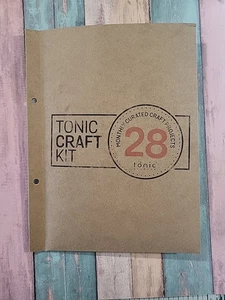 TONIC
CRAFT
KIT
MONTHLY CURATED CRAFT PROJECTS
28
tonic